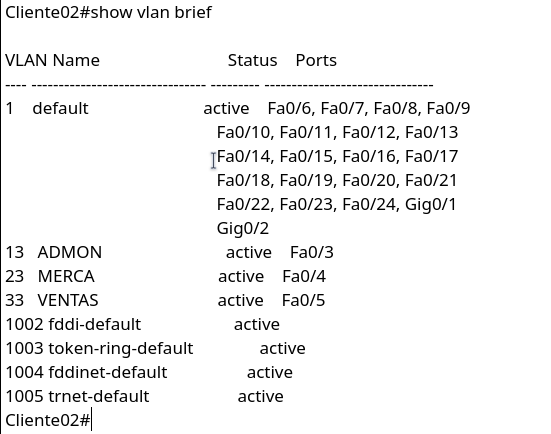 Cliente02#show vlan brief
VLAN Name Status Ports
---- -------------------------------- --------- -------------------------------
1 default active Fa0/6, Fa0/7, Fa0/8, Fa0/9
Fa0/10, Fa0/11, Fa0/12, Fa0/13
Fa0/14, Fa0/15, Fa0/16, Fa0/17
Fa0/18, Fa0/19, Fa0/20, Fa0/21
Fa0/22, Fa0/23, Fa0/24, Gig0/1
Gig0/2
13 ADMON active Fa0/3
23 MERCA active Fa0/4
33 VENTAS active Fa0/5
1002 fddi-default active
1003 token-ring-default active
1004 fddinet-default active
1005 trnet-default active
Cliente02#